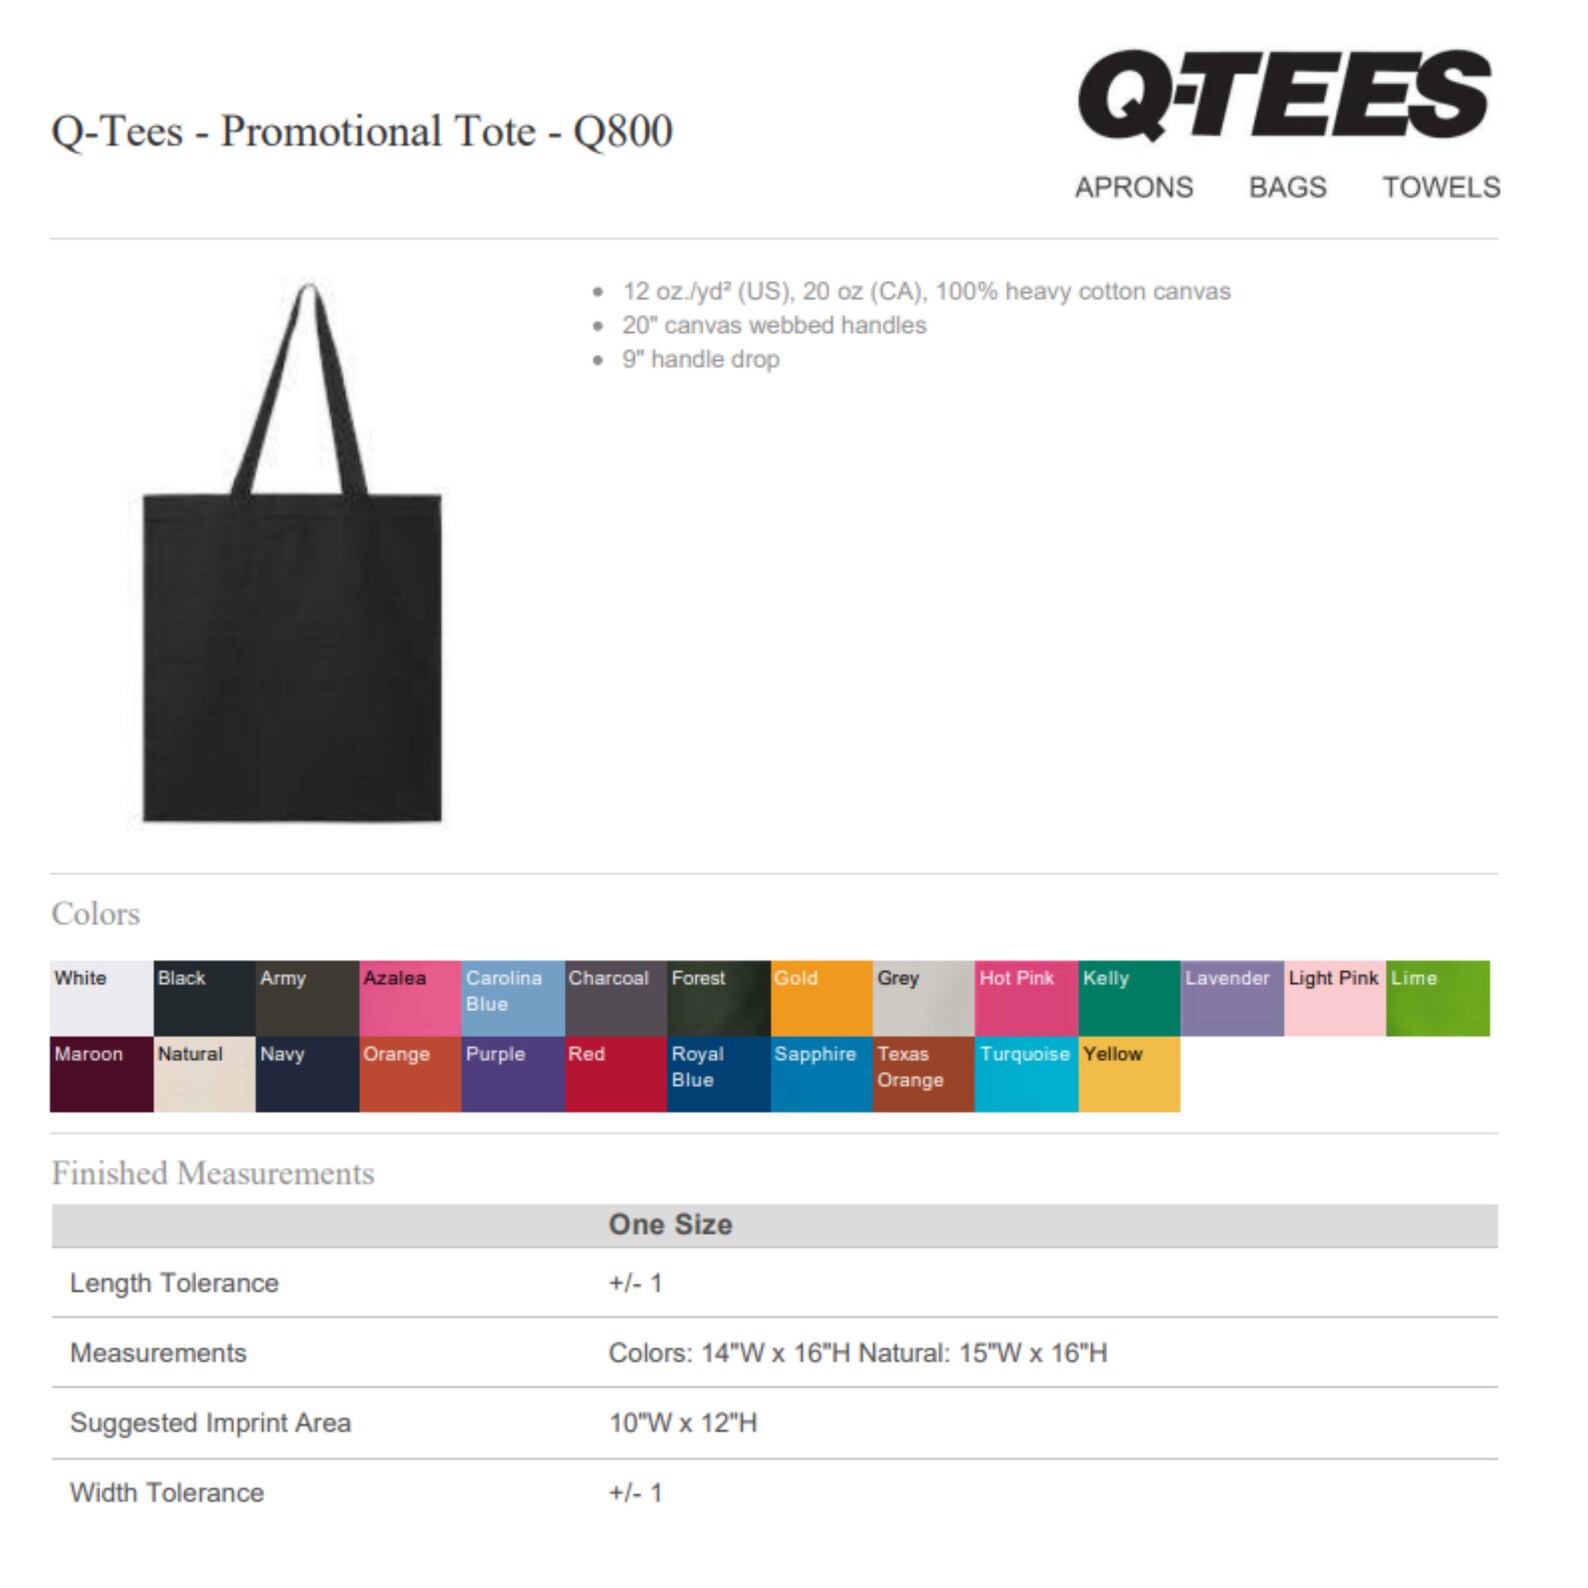 Q-TEES
APRONS BAGS TOWELS
Q-Tees - Promotional Tote - Q800
• 12 oz./yd² (US), 20 oz (CA), 100% heavy cotton canvas
• 20" canvas webbed handles
• 9" handle drop
Colors
White Black Army Azalea Carolina Blue Charcoal Forest Gold Grey Hot Pink Kelly Lavender Light Pink Lime
Maroon Natural Navy Orange Purple Red Royal Blue Sapphire Texas Orange Turquoise Yellow
Finished Measurements
One Size
Length Tolerance +/- 1
Measurements Colors: 14"W x 16"H Natural: 15"W x 16"H
Suggested Imprint Area 10"W x 12"H
Width Tolerance +/- 1